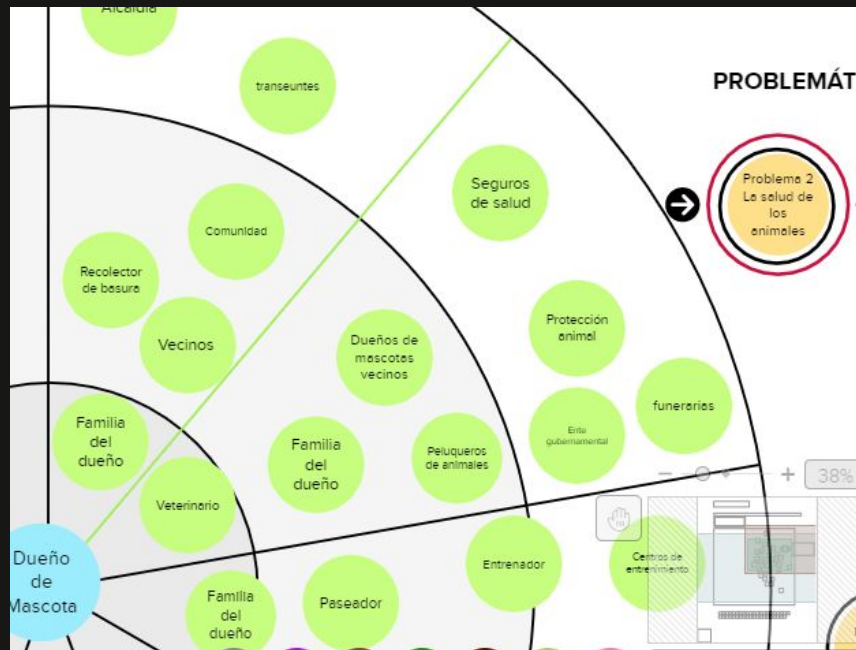 Alcaldía
transeuntes
PROBLEMÁT
Seguros
de salud
Problema 2
La salud de
los
animales
Comunidad
Recolector
de basura
Vecinos
Protección
animal
Dueños de
mascotas
vecinos
funerarias
Familia
del
dueño
Ente
gubernamental
Familia
del
dueño
Peluqueros
de animales
38%
Veterinario
Dueño
de
Mascota
Entrenador
Centros de
entrenimiento
Familia
del
dueño
Paseador